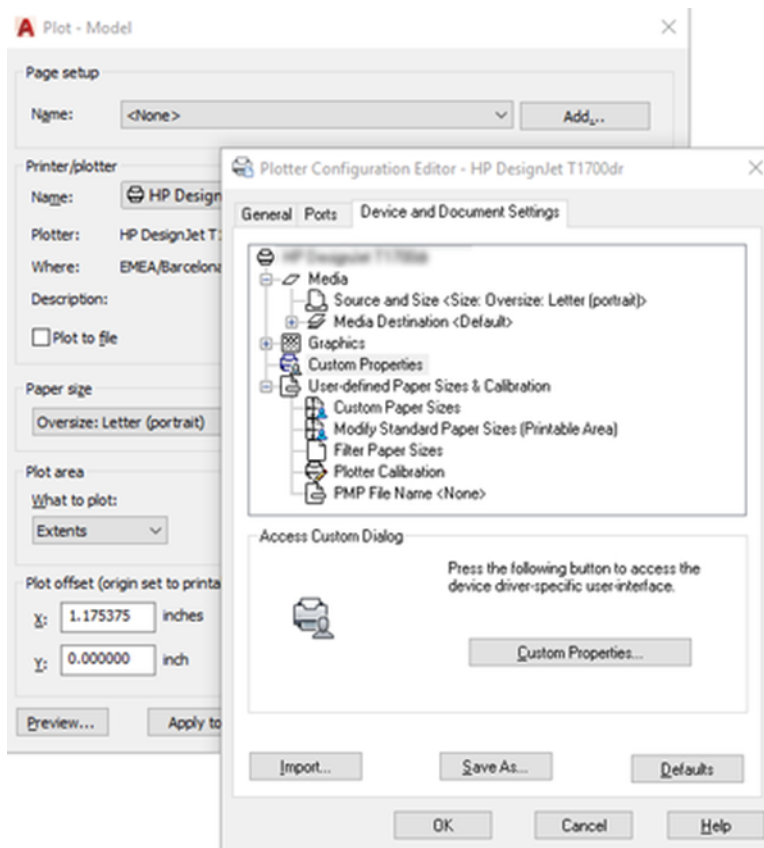 Plot - Model
Page setup
Name:
<None>
Add...
Printer/plotter
Name:
HP Design
Plotter:
HP DesignJet T1
Where:
EMEA/Barcelona
Description:
Plot to file
Paper size
Oversize: Letter (portrait)
Plot area
What to plot:
Extents
Plot offset (origin set to printa
X:
1.175375
inches
Y:
0.000000
inch
Preview...
Apply to
Plotter Configuration Editor - HP DesignJet T1700dr
General
Ports
Device and Document Settings
Media
Source and Size <Size: Oversize: Letter (portrait)>
Media Destination <Default>
Graphics
Custom Properties
User-defined Paper Sizes & Calibration
Custom Paper Sizes
Modify Standard Paper Sizes (Printable Area)
Filter Paper Sizes
Plotter Calibration
PMP File Name <None>
Access Custom Dialog
Press the following button to access the
device driver-specific user-interface.
Custom Properties...
Import...
Save As...
Defaults
OK
Cancel
Help